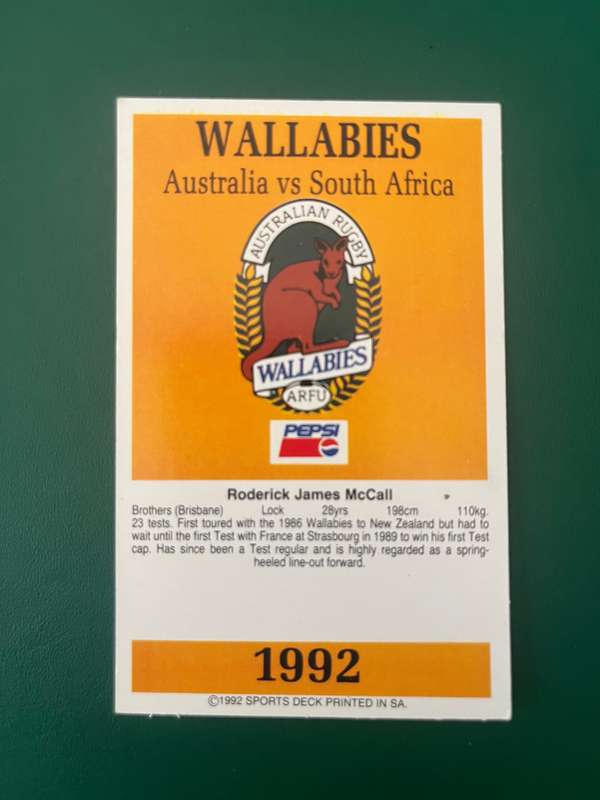 WALLABIES
Australia vs South Africa
AUSTRALIAN RUGBY
WALLABIES
ARFU
PEPSI
Roderick James McCall
Brothers (Brisbane) Lock 28yrs 198cm 110kg.
23 tests. First toured with the 1986 Wallabies to New Zealand but had to
wait until the first Test with France at Strasbourg in 1989 to win his first Test
cap. Has since been a Test regular and is highly regarded as a spring-
heeled line-out forward.
1992
©1992 SPORTS DECK PRINTED IN SA.